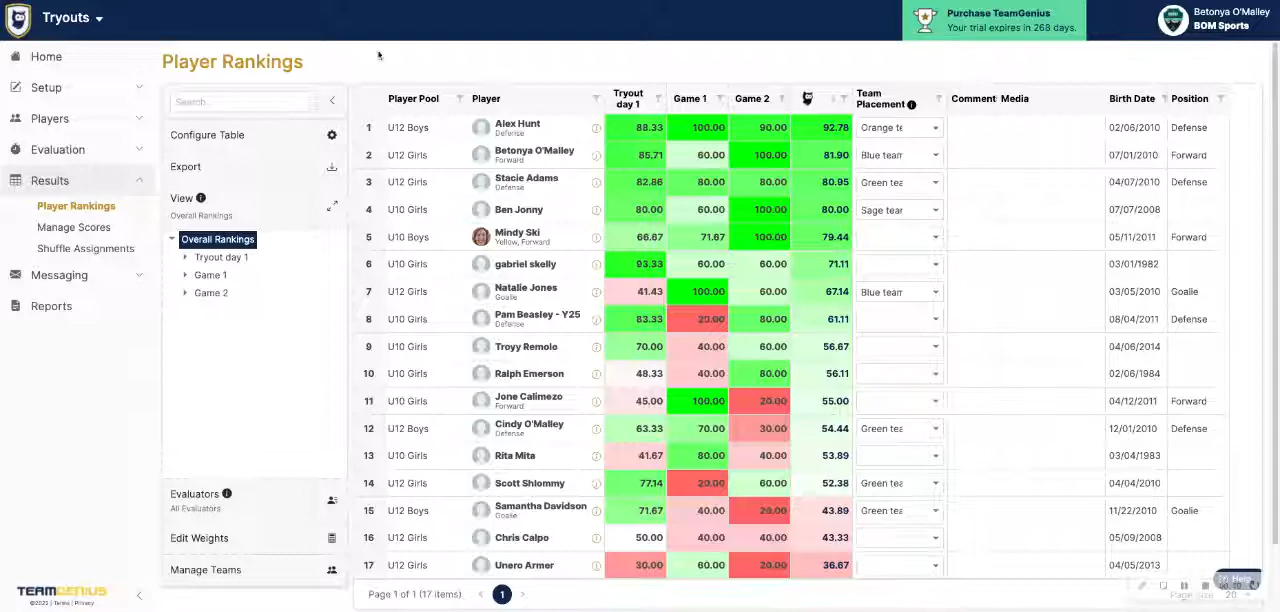 Tryouts
Purchase TeamGenius
Your trial expires in 268 days.
Betonya O'Malley
BOM Sports
Home
Setup
Players
Evaluation
Results
Player Rankings
Manage Scores
Shuffle Assignments
Messaging
Reports
TEAMGENIUS
©2023 | Terms | Privacy
Player Rankings
Search...
Configure Table
Export
View
Overall Rankings
Overall Rankings
Tryout day 1
Game 1
Game 2
Evaluators
All Evaluators
Edit Weights
Manage Teams
Player Pool Player Tryout day 1 Game 1 Game 2 Team Placement Comment Media Birth Date Position
1 U12 Boys Alex Hunt Defense 88.33 100.00 90.00 92.78 Orange te 02/06/2010 Defense
2 U12 Girls Betonya O'Malley Forward 85.71 60.00 100.00 81.90 Blue team 07/01/2010 Forward
3 U12 Girls Stacie Adams Defense 82.86 80.00 80.00 80.95 Green tea 04/07/2010 Defense
4 U10 Girls Ben Jonny 80.00 60.00 100.00 80.00 Sage tear 07/07/2008
5 U10 Boys Mindy Ski Yellow, Forward 66.67 71.67 100.00 79.44 05/11/2011 Forward
6 U10 Girls gabriel skelly 93.33 60.00 60.00 71.11 03/01/1982
7 U12 Girls Natalie Jones Goalie 41.43 100.00 60.00 67.14 Blue team 03/05/2010 Goalie
8 U10 Girls Pam Beasley - Y25 Defense 83.33 20.00 80.00 61.11 08/04/2011 Defense
9 U10 Girls Troyy Remolo 70.00 40.00 60.00 56.67 04/06/2014
10 U10 Girls Ralph Emerson 48.33 40.00 80.00 56.11 02/06/1984
11 U10 Girls Jone Calimezo Forward 45.00 100.00 20.00 55.00 04/12/2011 Forward
12 U12 Boys Cindy O'Malley Defense 63.33 70.00 30.00 54.44 Green tea 12/01/2010 Defense
13 U10 Girls Rita Mita 41.67 80.00 40.00 53.89 03/04/1983
14 U12 Girls Scott Shlommy 77.14 20.00 60.00 52.38 Green tea 04/04/2010
15 U12 Boys Samantha Davidson Goalie 71.67 40.00 20.00 43.89 Green tea 11/22/2010 Goalie
16 U12 Boys Chris Calpo 50.00 40.00 40.00 43.33 05/09/2008
17 U12 Boys Unero Armer 30.00 60.00 20.00 36.67 04/05/2013
Page 1 of 1 (17 items) 1
Page size: 20
Help